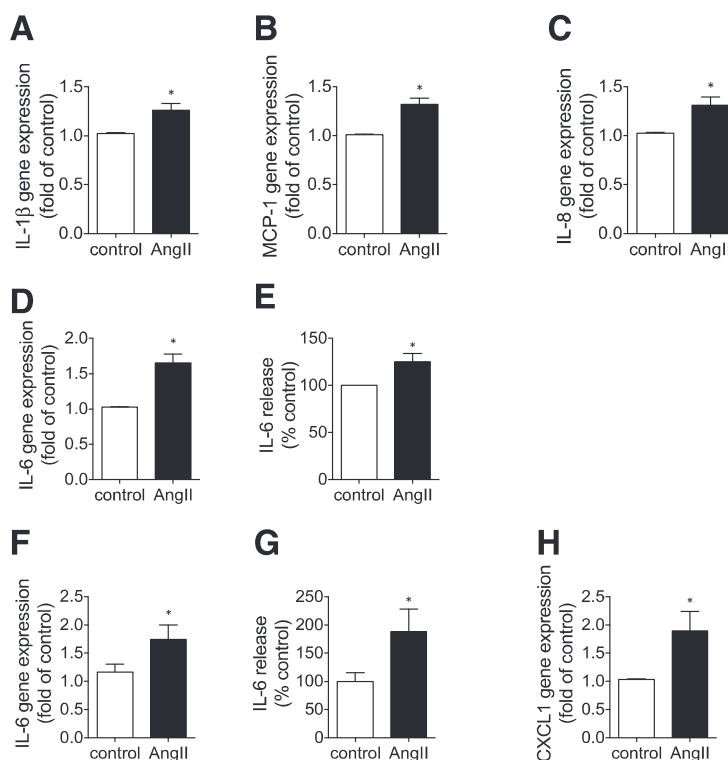 A
IL-1β gene expression
(fold of control)
1.5
1.0
0.5
0.0
*
control AngII
B
MCP-1 gene expression
(fold of control)
1.5
1.0
0.5
0.0
*
control AngII
C
IL-8 gene expression
(fold of control)
1.5
1.0
0.5
0.0
*
control AngI
D
IL-6 gene expression
(fold of control)
2.0
1.5
1.0
0.5
0.0
*
control AngII
E
IL-6 release
(% control)
150
100
50
0
*
control AngII
F
IL-6 gene expression
(fold of control)
2.5
2.0
1.5
1.0
0.5
0.0
*
control AngII
G
IL-6 release
(% control)
250
200
150
100
50
0
*
control AngII
H
CXCL1 gene expression
(fold of control)
2.5
2.0
1.5
1.0
0.5
0.0
*
control AngII